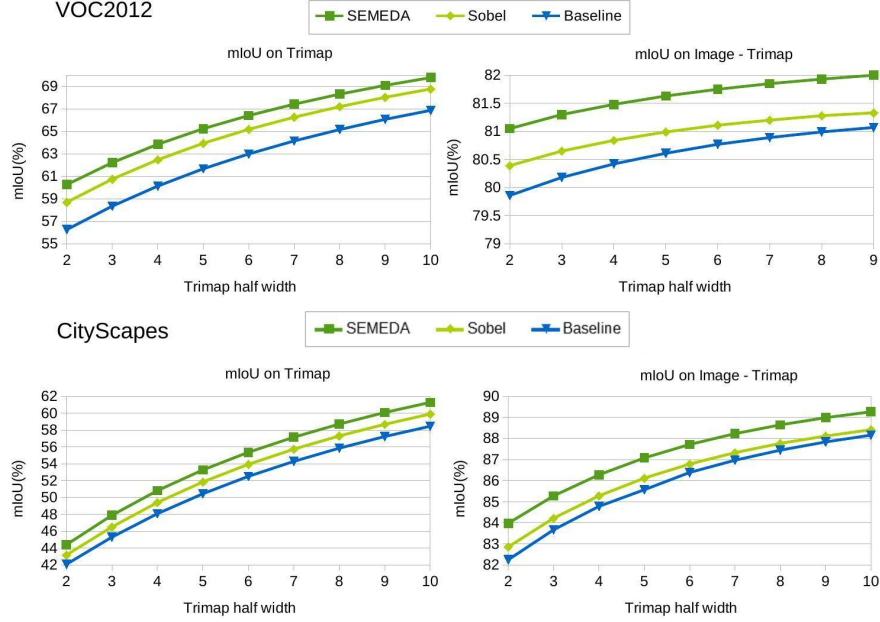 VOC2012
SEMEDA Sobel Baseline
mIoU on Trimap
69
67
65
63
61
59
57
55
mIoU(%)
2 3 4 5 6 7 8 9 10
Trimap half width
mIoU on Image - Trimap
82
81.5
81
80.5
80
79.5
79
mIoU(%)
2 3 4 5 6 7 8 9
Trimap half width
CityScapes
SEMEDA Sobel Baseline
mIoU on Trimap
62
60
58
56
54
52
50
48
46
44
42
mIoU(%)
2 3 4 5 6 7 8 9 10
Trimap half width
mIoU on Image - Trimap
90
89
88
87
86
85
84
83
82
mIoU(%)
2 3 4 5 6 7 8 9 10
Trimap half width